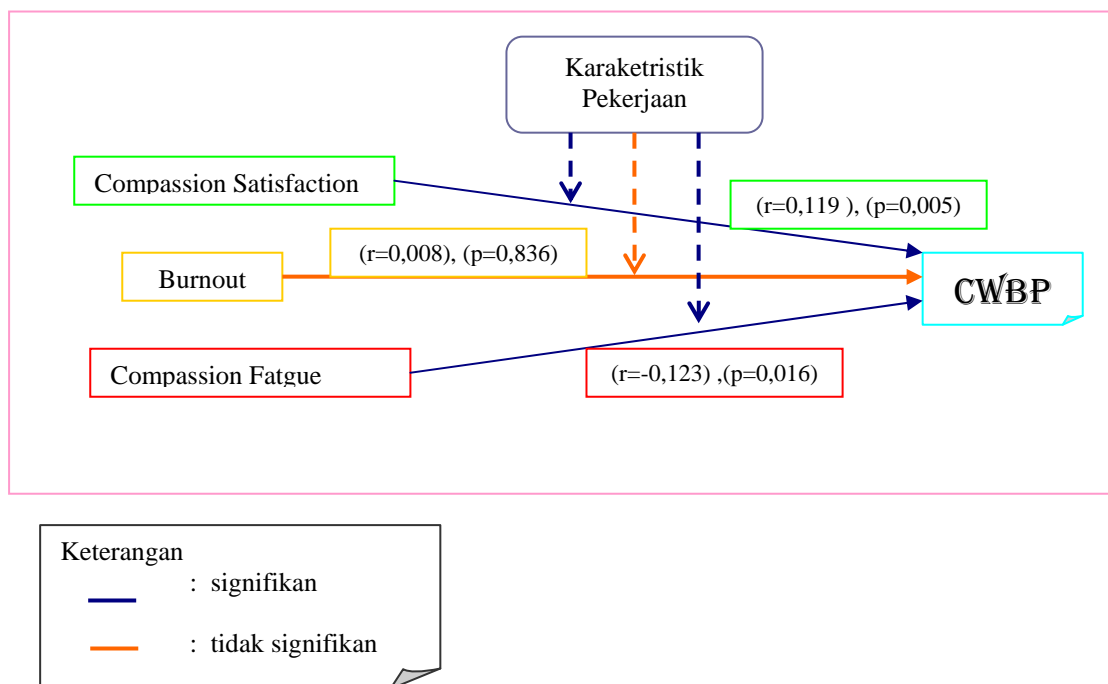 Karaketristik
Pekerjaan
Compassion Satisfaction
(r=0,119 ), (p=0,005)
(r=0,008), (p=0,836)
Burnout
CWBP
Compassion Fatgue
(r=-0,123) ,(p=0,016)
Keterangan
: signifikan
: tidak signifikan